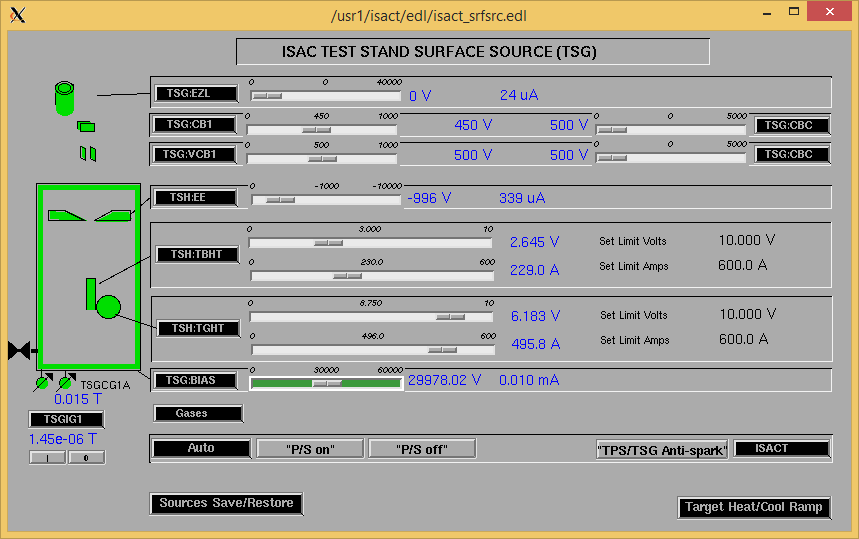 /usr1/isact/edl/isact_srfsrc.edl
ISAC TEST STAND SURFACE SOURCE (TSG)
TSG:EZL 0 0 40000 0 V 24 uA
TSG:CB1 0 450 1000 450 V 500 V 0 0 5000 TSG:CBC
TSG:VCB1 0 500 1000 500 V 500 V 0 0 5000 TSG:CBC
TSH:EE 0 -1000 -10000 -996 V 339 uA
TSH:TBHT
0 3.000 10 2.645 V Set Limit Volts 10.000 V
0 230.0 600 229.0 A Set Limit Amps 600.0 A
TSH:TGHT
0 6.750 10 6.183 V Set Limit Volts 10.000 V
0 496.0 600 495.8 A Set Limit Amps 600.0 A
TSG:BIAS 0 30000 60000 29978.02 V 0.010 mA
TSGCG1A
0.015 T
Gases
TSGIG1
1.45e-06 T
I 0
Auto "P/S on" "P/S off" "TPS/TSG Anti-spark" ISACT
Sources Save/Restore
Target Heat/Cool Ramp